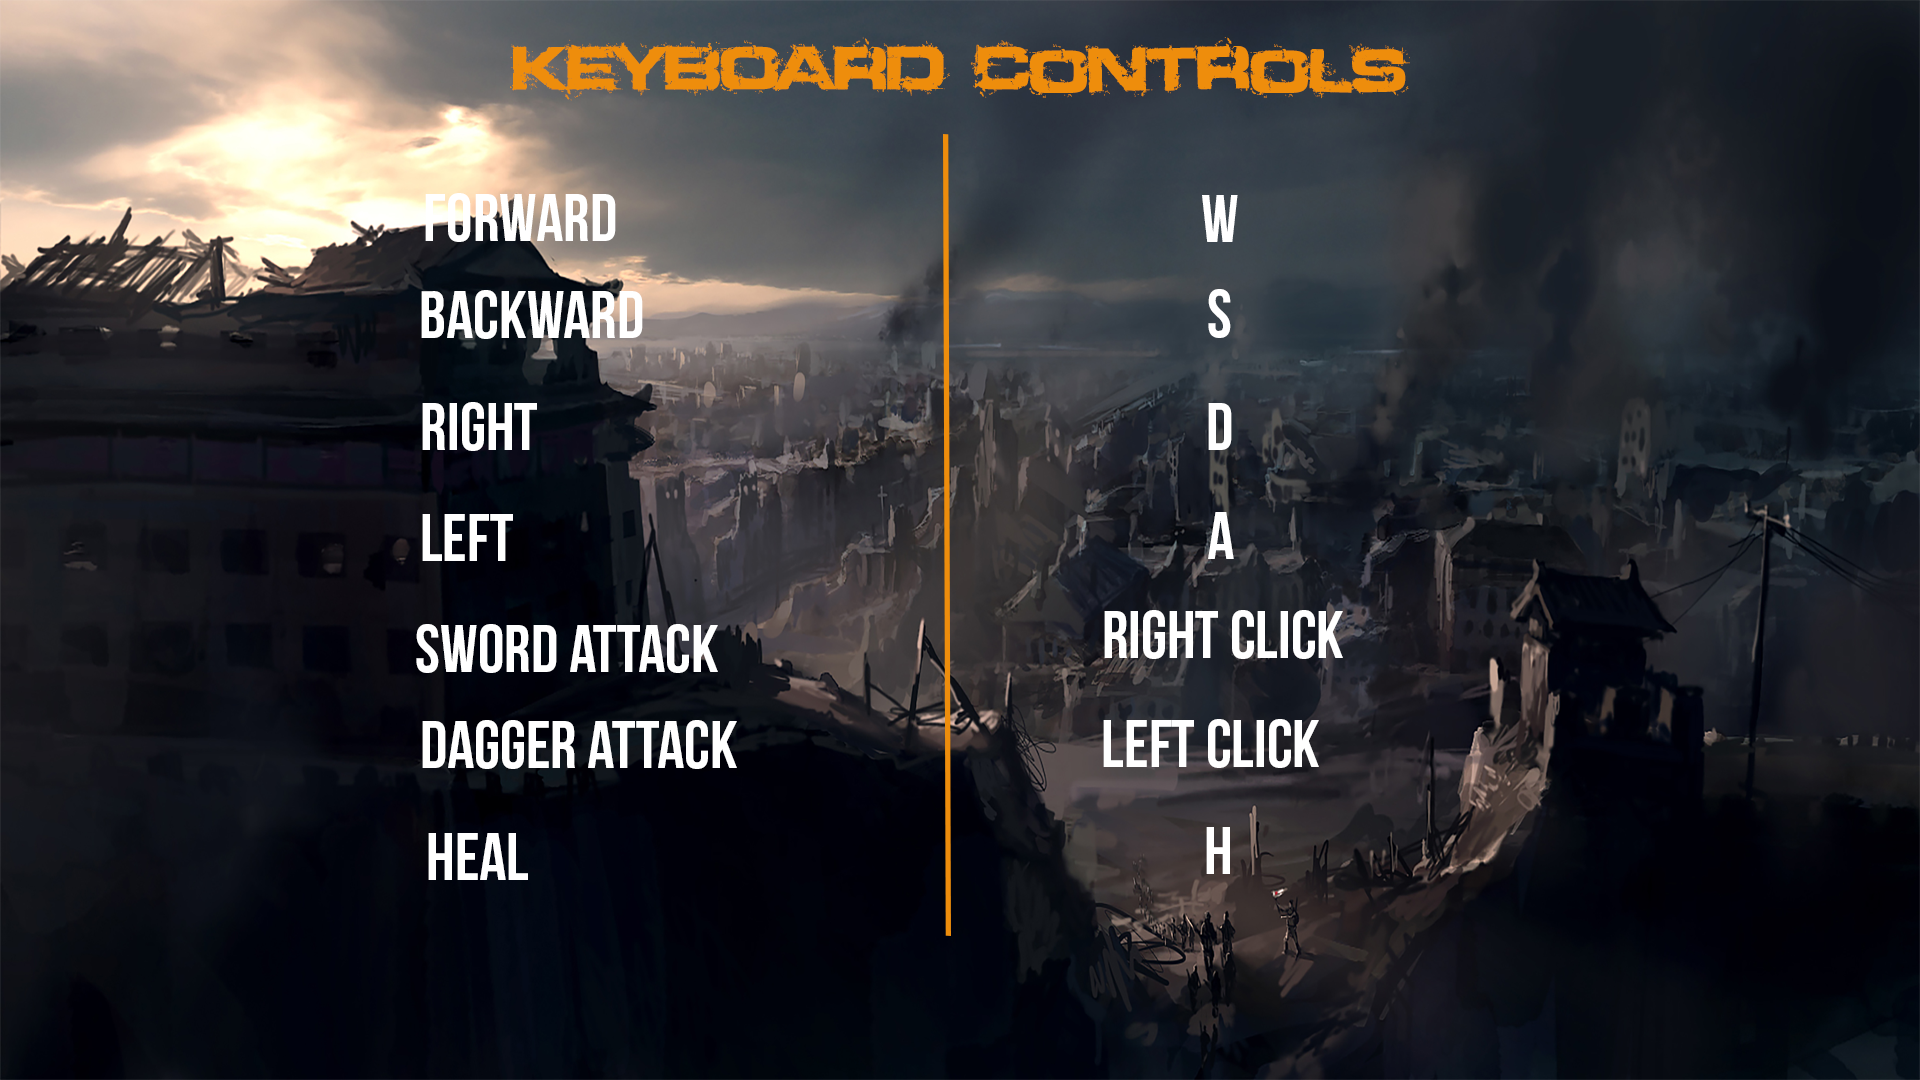 KEYBOARD CONTROLS
FORWARD W
BACKWARD S
RIGHT D
LEFT A
SWORD ATTACK RIGHT CLICK
DAGGER ATTACK LEFT CLICK
HEAL H